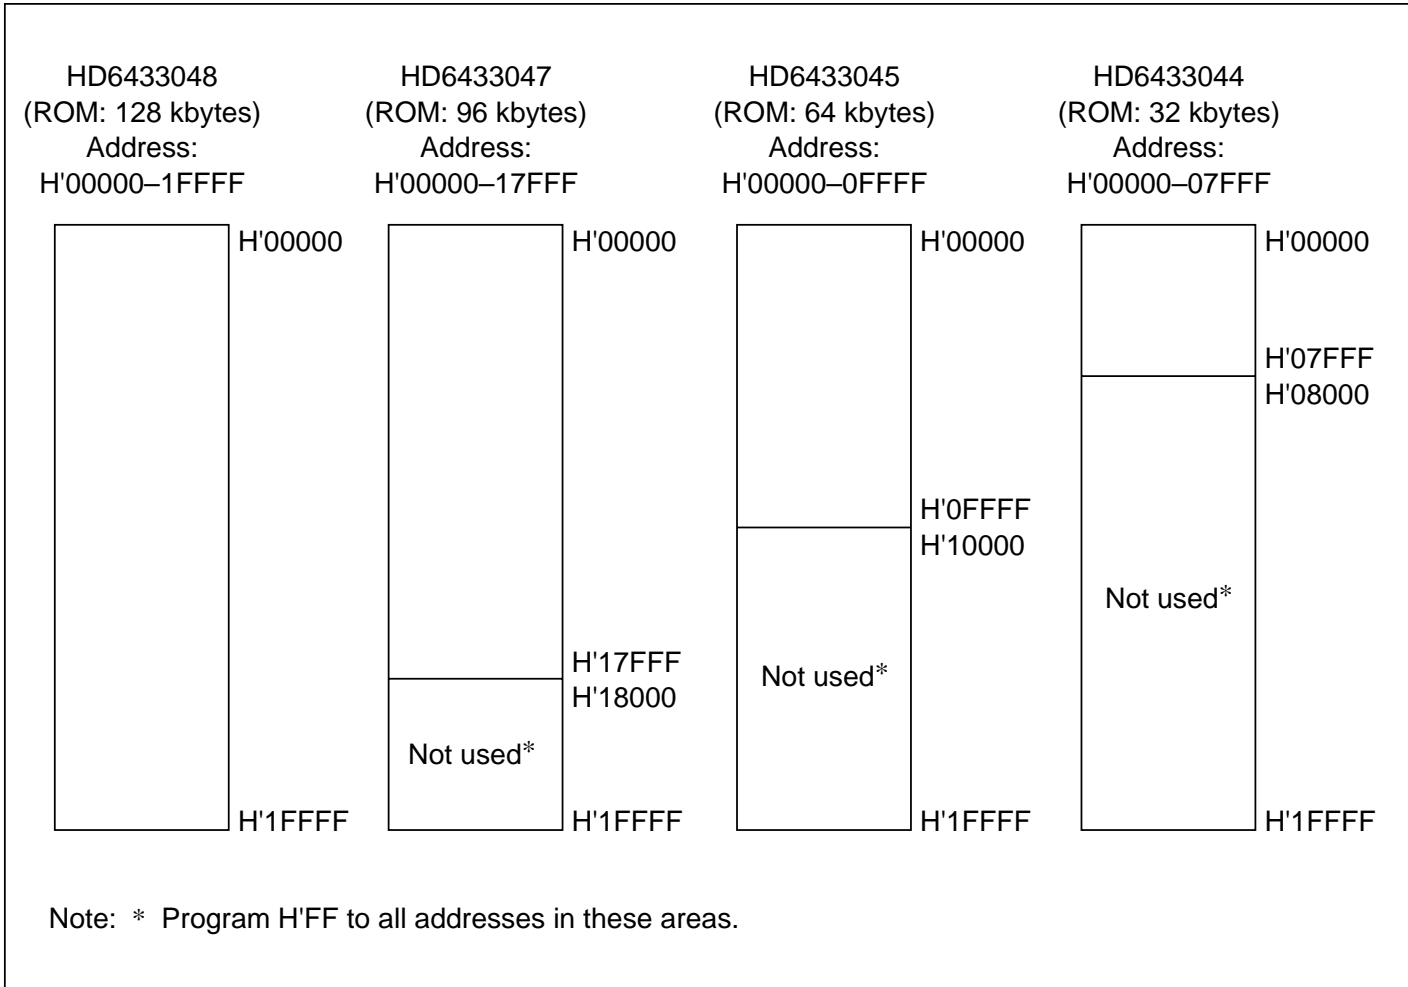 HD6433048
(ROM: 128 kbytes)
Address:
H'00000–1FFFF
H'00000
H'1FFFF
HD6433047
(ROM: 96 kbytes)
Address:
H'00000–17FFF
H'00000
H'17FFF
H'18000
Not used*
H'1FFFF
HD6433045
(ROM: 64 kbytes)
Address:
H'00000–0FFFF
H'00000
H'0FFFF
H'10000
Not used*
H'1FFFF
HD6433044
(ROM: 32 kbytes)
Address:
H'00000–07FFF
H'00000
H'07FFF
H'08000
Not used*
H'1FFFF
Note: * Program H'FF to all addresses in these areas.